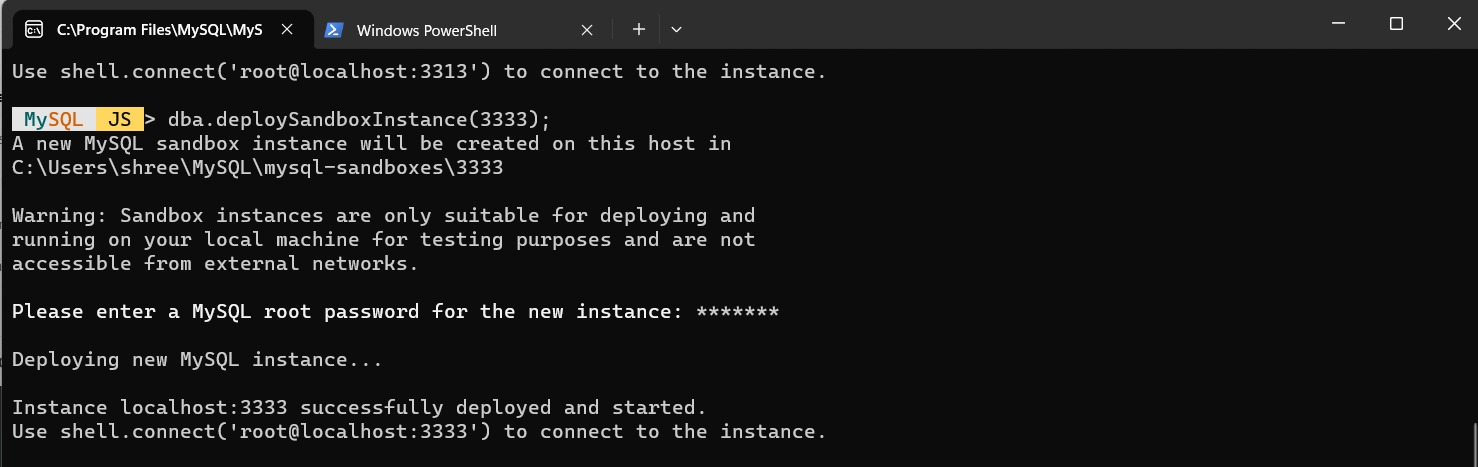 C:\Program Files\MySQL\MyS
Windows PowerShell
Use shell.connect('root@localhost:3313') to connect to the instance.
MySQL JS > dba.deploySandboxInstance(3333);
A new MySQL sandbox instance will be created on this host in
C:\Users\shree\MySQL\mysql-sandboxes\3333
Warning: Sandbox instances are only suitable for deploying and
running on your local machine for testing purposes and are not
accessible from external networks.
Please enter a MySQL root password for the new instance: *******
Deploying new MySQL instance...
Instance localhost:3333 successfully deployed and started.
Use shell.connect('root@localhost:3333') to connect to the instance.